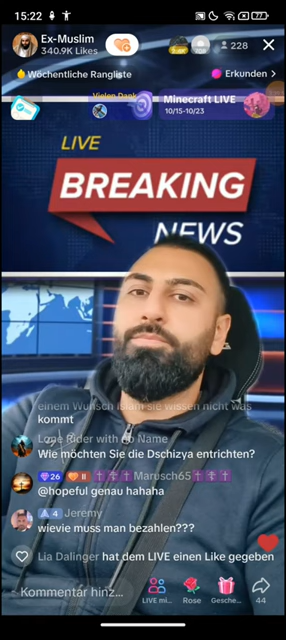 15:22
77
Ex-Muslim
340.9K Likes
228
Wöchentliche Rangliste
Erkunden >
Vielen Dank
Minecraft LIVE
10/15-10/23
LIVE
BREAKING
NEWS
einem Wunsch Islam sie wissen nicht was
kommt
Lone Rider with no Name
Wie möchten Sie die Dschizya entrichten?
26 II Marusch65
@hopeful genau hahaha
4 Jeremy
wievie muss man bezahlen???
Lia Dalinger hat dem LIVE einen Like gegeben
Kommentar hinz...
LIVE mi...
Rose
Gesche...
44